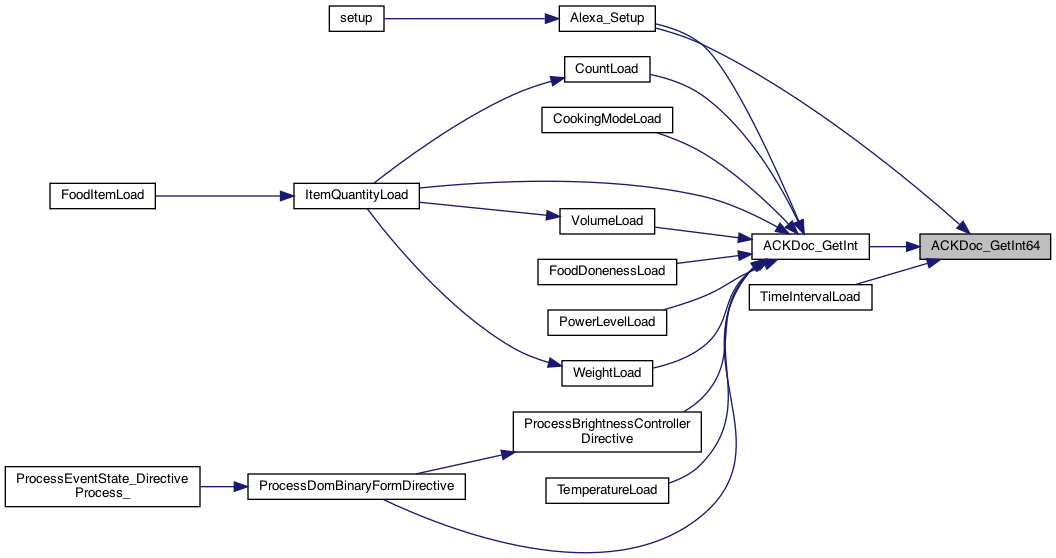 setup
Alexa_Setup
CountLoad
CookingModeLoad
FoodItemLoad
ItemQuantityLoad
VolumeLoad
ACKDoc_GetInt
ACKDoc_GetInt64
FoodDonenessLoad
TimeIntervalLoad
PowerLevelLoad
WeightLoad
ProcessBrightnessController
Directive
ProcessEventState_Directive
Process_
ProcessDomBinaryFormDirective
TemperatureLoad